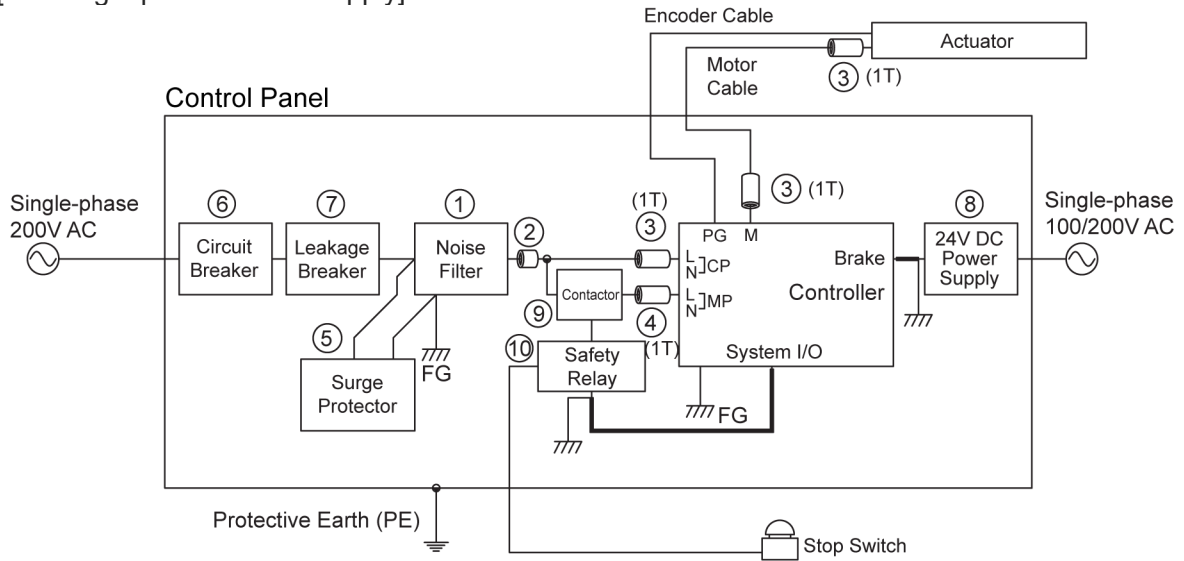 Encoder Cable
Actuator
Motor
Cable
③ (1T)
Control Panel
Single-phase
200V AC
⑥
Circuit
Breaker
⑦
Leakage
Breaker
①
Noise
Filter
②
(1T)
③
③ (1T)
PG M
L
N
CP
L
N
MP
Brake
Controller
System I/O
⑧
24V DC
Power
Supply
Single-phase
100/200V AC
Contactor
⑨
④
(1T)
⑤
Surge
Protector
FG
⑩
Safety
Relay
FG
Protective Earth (PE)
Stop Switch